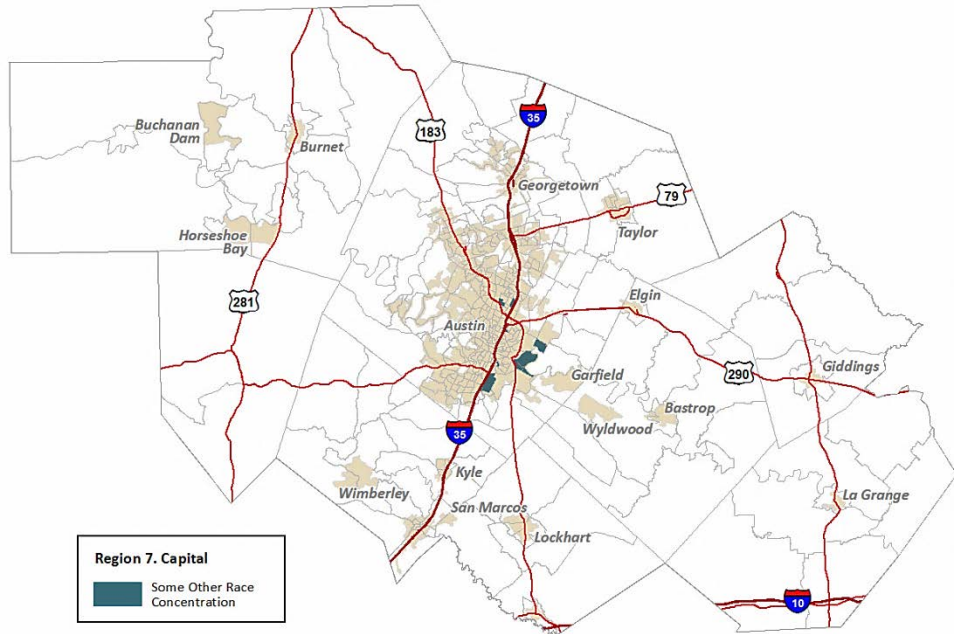 35
183
Buchanan
Dam
Burnet
Georgetown
79
Taylor
Horseshoe
Bay
281
Elgin
Austin
290
Giddings
Garfield
Bastrop
Wyldwood
35
Kyle
Wimberley
San Marcos
La Grange
Lockhart
Region 7. Capital
Some Other Race
Concentration
10